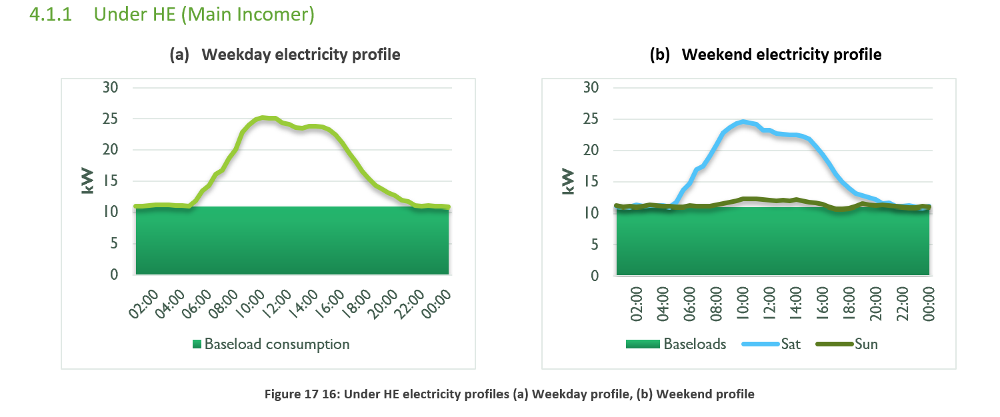 4.1.1 Under HE (Main Incomer)
(a) Weekday electricity profile
30
25
20
15
10
5
0
kW
02:00 04:00 06:00 08:00 10:00 12:00 14:00 16:00 18:00 20:00 22:00 00:00
Baseload consumption
(b) Weekend electricity profile
30
25
20
15
10
5
0
kW
02:00 04:00 06:00 08:00 10:00 12:00 14:00 16:00 18:00 20:00 22:00 00:00
Baseloads Sat Sun
Figure 17 16: Under HE electricity profiles (a) Weekday profile, (b) Weekend profile